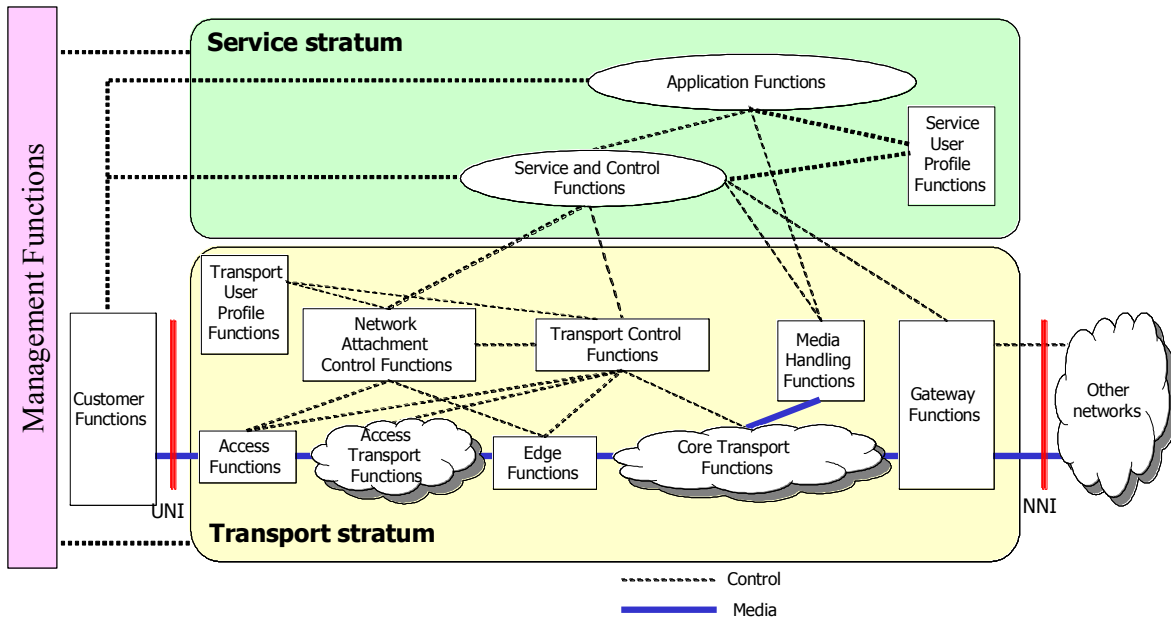 Management Functions
Service stratum
Application Functions
Service
User
Profile
Functions
Service and Control
Functions
Transport
User
Profile
Functions
Network
Attachment
Control Functions
Transport Control
Functions
Media
Handling
Functions
Customer
Functions
Gateway
Functions
Other
networks
Access
Functions
Access
Transport
Functions
Edge
Functions
Core Transport
Functions
UNI
NNI
Transport stratum
Control
Media